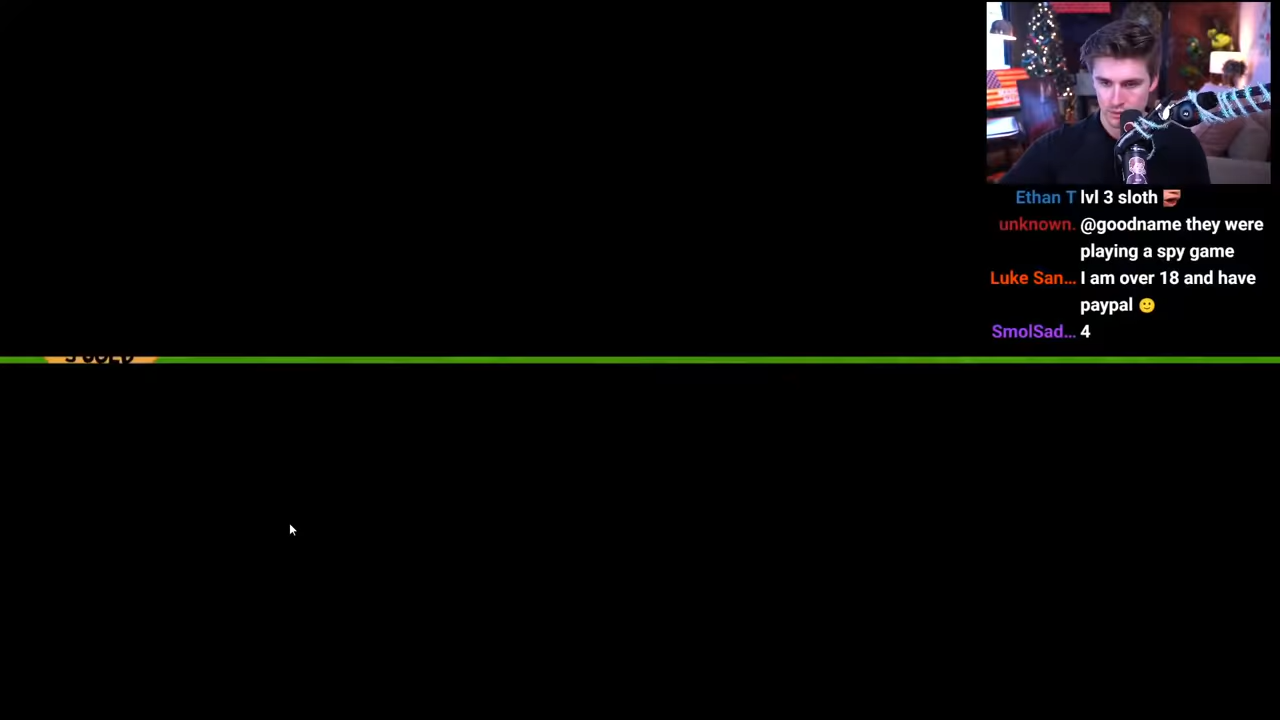 Ethan T lvl 3 sloth
unknown. @goodname they were
playing a spy game
Luke San... I am over 18 and have
paypal
SmolSad... 4